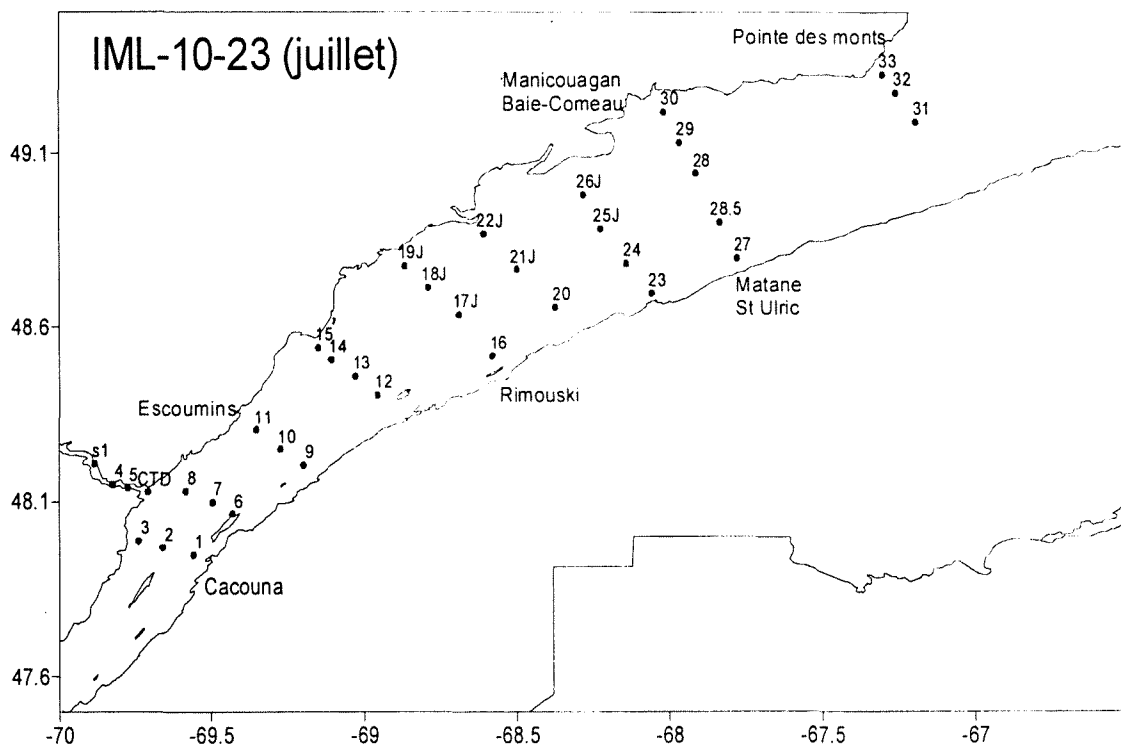 IML-10-23 (juillet)
Pointe des monts
33
32
31
Manicouagan
Baie-Comeau
30
29
28
28.5
27
49.1
26J
25J
24
23
22J
21J
20
19J
18J
17J
16
Matane
St Ulric
48.6
15
14
13
12
Rimouski
Escoumins
11
10
9
s1
4
5
CTD
8
7
6
48.1
3
2
1
Cacouna
47.6
-70
-69.5
-69
-68.5
-68
-67.5
-67